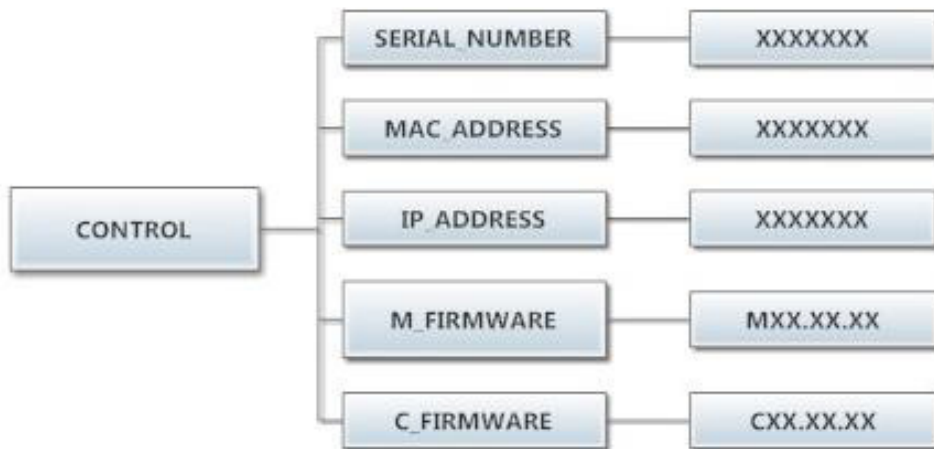 SERIAL_NUMBER XXXXXXX
MAC_ADDRESS XXXXXXX
CONTROL
IP_ADDRESS XXXXXXX
M_FIRMWARE MXX.XX.XX
C_FIRMWARE CXX.XX.XX